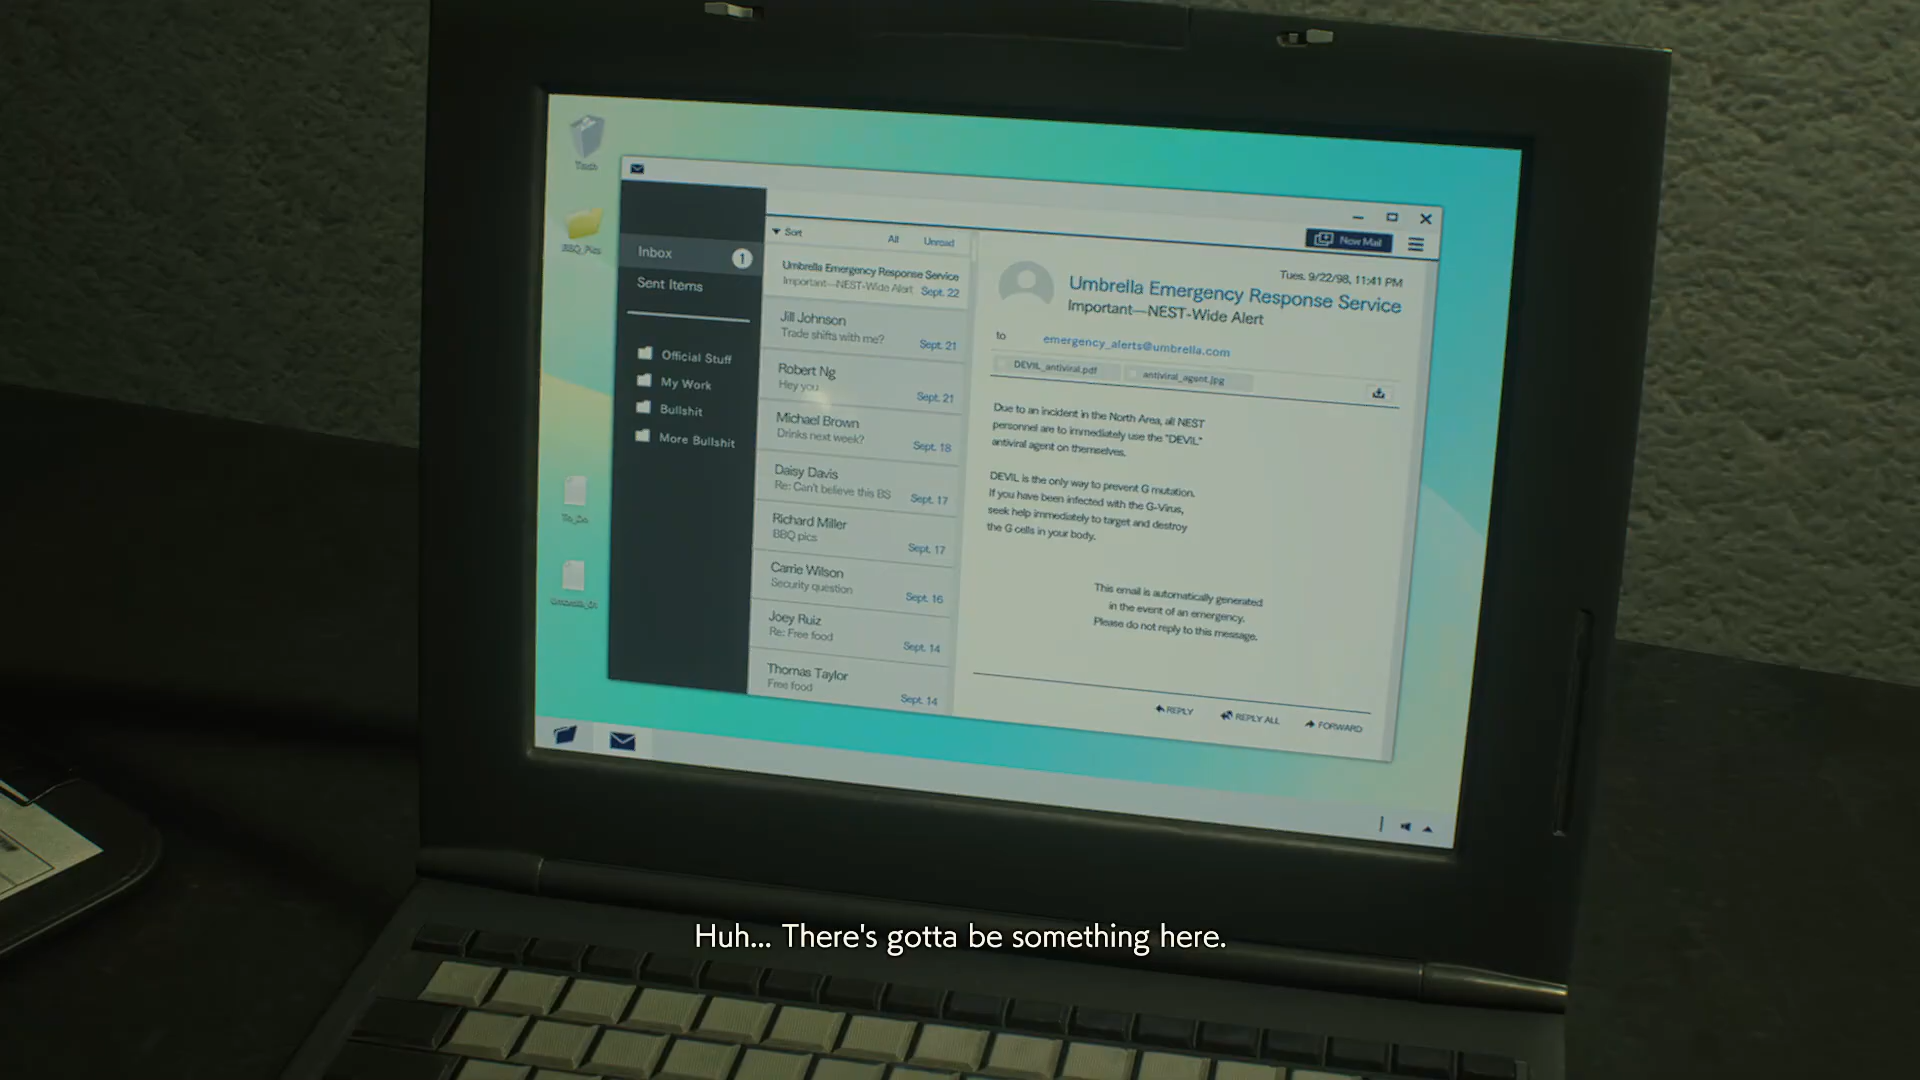 Trash
BBQ_Pics
To_Do
Inbox
1
Sent Items
Official Stuff
My Work
Bullshit
More Bullshit
Sort
All
Unread
Umbrella Emergency Response Service
Important—NEST-Wide Alert
Sept. 22
Jill Johnson
Trade shifts with me?
Sept. 21
Robert Ng
Hey you
Sept. 21
Michael Brown
Drinks next week?
Sept. 18
Daisy Davis
Re: Can't believe this BS
Sept. 17
Richard Miller
BBQ pics
Sept. 17
Carrie Wilson
Security question
Sept. 16
Joey Ruiz
Re: Free food
Sept. 14
Thomas Taylor
Free food
Sept. 14
New Mail
Tues. 9/22/98, 11:41 PM
Umbrella Emergency Response Service
Important—NEST-Wide Alert
to
emergency_alerts@umbrella.com
DEVIL_antiviral.pdf
antiviral_agent.jpg
Due to an incident in the North Area, all NEST
personnel are to immediately use the "DEVIL"
antiviral agent on themselves.
DEVIL is the only way to prevent G mutation.
If you have been infected with the G-Virus,
seek help immediately to target and destroy
the G cells in your body.
This email is automatically generated
in the event of an emergency.
Please do not reply to this message.
REPLY
REPLY ALL
FORWARD
Huh... There's gotta be something here.